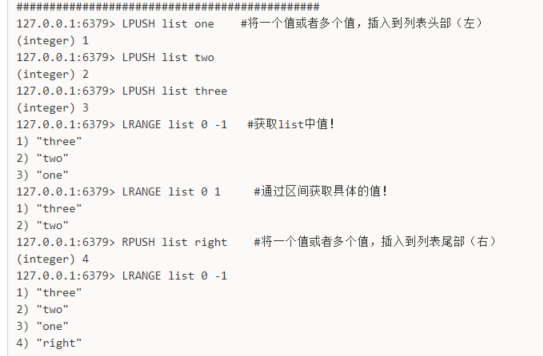 ##############################################
127.0.0.1:6379> LPUSH list one    #将一个值或者多个值，插入到列表头部（左）
(integer) 1
127.0.0.1:6379> LPUSH list two
(integer) 2
127.0.0.1:6379> LPUSH list three
(integer) 3
127.0.0.1:6379> LRANGE list 0 -1   #获取list中值！
1) "three"
2) "two"
3) "one"
127.0.0.1:6379> LRANGE list 0 1     #通过区间获取具体的值！
1) "three"
2) "two"
127.0.0.1:6379> RPUSH list right    #将一个值或者多个值，插入到列表尾部（右）
(integer) 4
127.0.0.1:6379> LRANGE list 0 -1
1) "three"
2) "two"
3) "one"
4) "right"